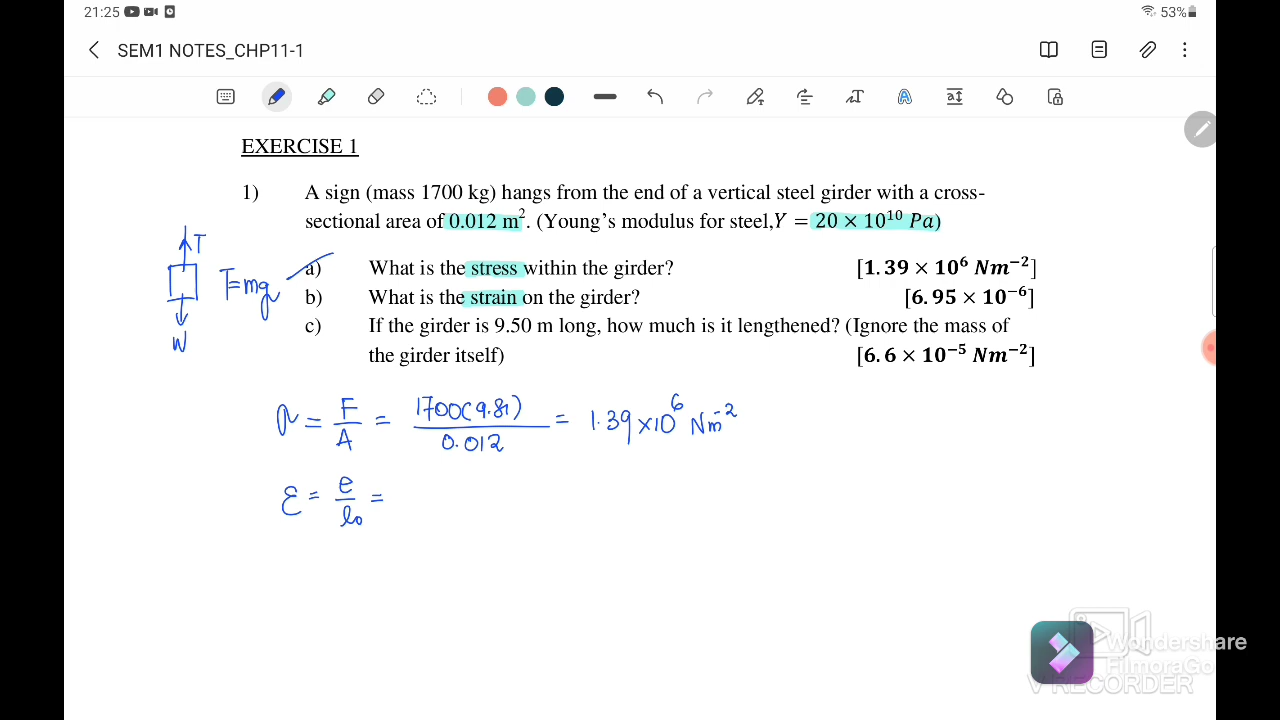 21:25 53%
SEM1 NOTES_CHP11-1
EXERCISE 1
1) A sign (mass 1700 kg) hangs from the end of a vertical steel girder with a cross-
sectional area of 0.012 m². (Young's modulus for steel,Y = 20 × 10¹⁰ Pa)
a) What is the stress within the girder? [1.39 × 10⁶ Nm⁻²]
b) What is the strain on the girder? [6.95 × 10⁻⁶]
c) If the girder is 9.50 m long, how much is it lengthened? (Ignore the mass of
the girder itself) [6.6 × 10⁻⁵ Nm⁻²]
T
T=mg
W
σ = F/A = 1700(9.81)/0.012 = 1.39 ×10⁶ Nm⁻²
ε = e/l₀ =
Wondershare
FilmoraGo
V RECORDER